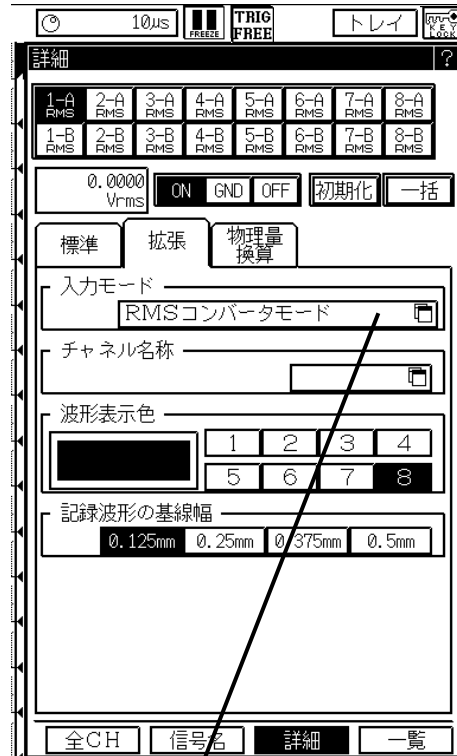 10µs FREEZE TRIG FREE トレイ KEY LOCK
詳細 ?
1-A RMS 2-A RMS 3-A RMS 4-A RMS 5-A RMS 6-A RMS 7-A RMS 8-A RMS
1-B RMS 2-B RMS 3-B RMS 4-B RMS 5-B RMS 6-B RMS 7-B RMS 8-B RMS
0.0000 Vrms ON GND OFF 初期化 一括
標準 拡張 物理量換算
入力モード
RMSコンバータモード
チャネル名称
波形表示色
1 2 3 4
5 6 7 8
記録波形の基線幅
0.125mm 0.25mm 0.375mm 0.5mm
全CH 信号名 詳細 一覧